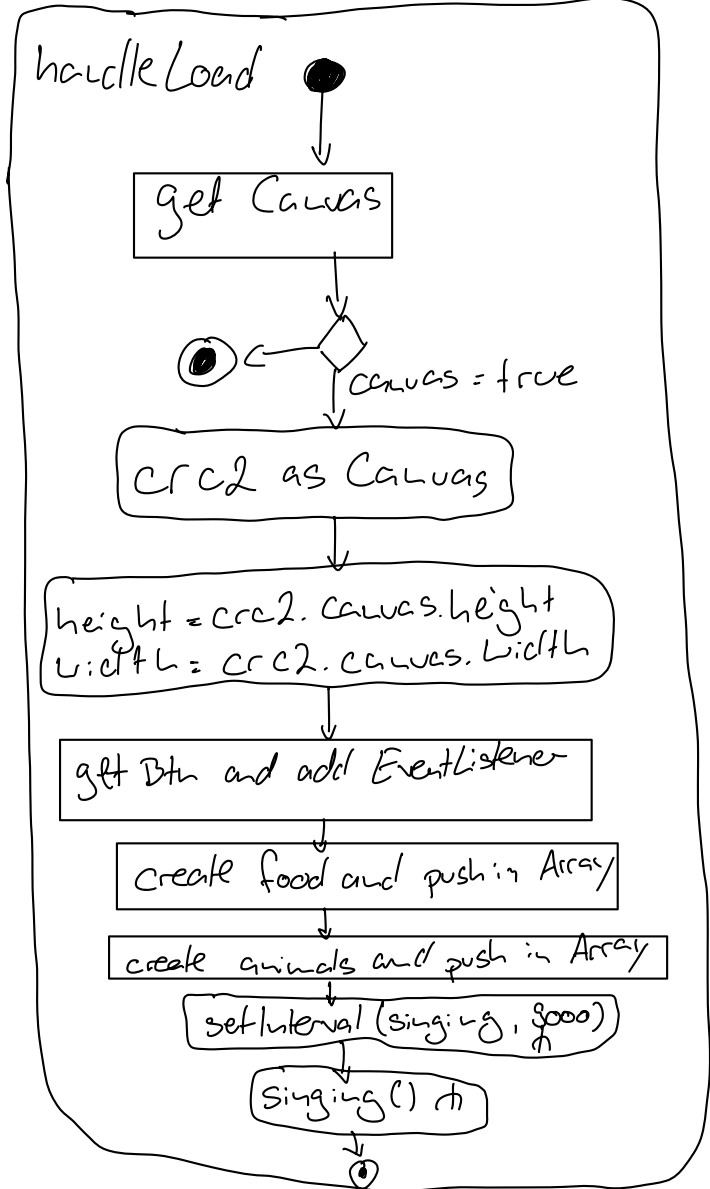 handleLoad
get Canvas
canvas = true
crc2 as Canvas
height = crc2.canvas.height
width = crc2.canvas.width
get Btn and add EventListener
create food and push in Array
create animals and push in Array
setInterval (singing, 8000)
singing()